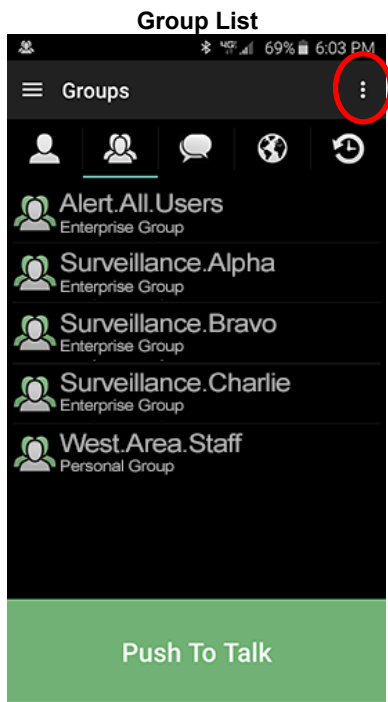 Group List
4G 69% 6:03 PM
Groups
Alert.All.Users
Enterprise Group
Surveillance.Alpha
Enterprise Group
Surveillance.Bravo
Enterprise Group
Surveillance.Charlie
Enterprise Group
West.Area.Staff
Personal Group
Push To Talk